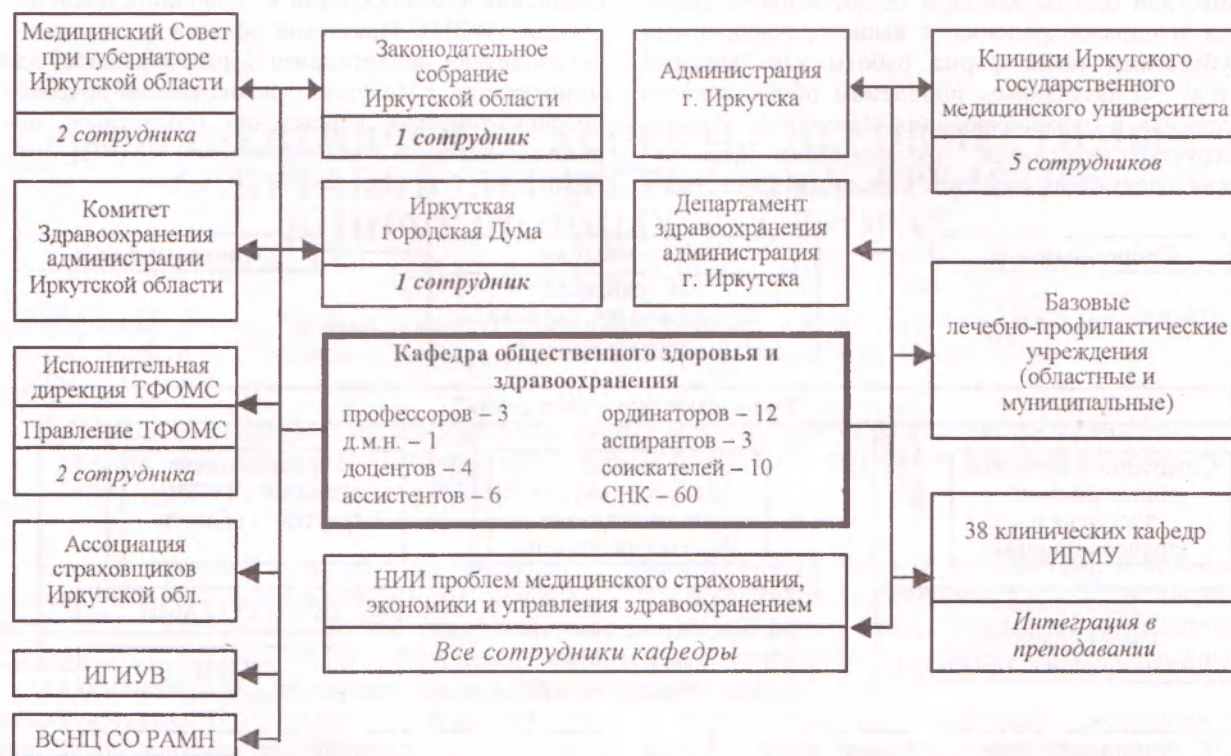 Медицинский Совет
при губернаторе
Иркутской области
2 сотрудника
Законодательное
собрание
Иркутской области
1 сотрудник
Администрация
г. Иркутска
Клиники Иркутского
государственного
медицинского университета
5 сотрудников
Комитет
Здравоохранения
администрации
Иркутской области
Иркутская
городская Дума
1 сотрудник
Департамент
здравоохранения
администрация
г. Иркутска
Базовые
лечебно-профилактические
учреждения
(областные и
муниципальные)
Исполнительная
дирекция ТФОМС
Правление ТФОМС
2 сотрудника
Кафедра общественного здоровья и
здравоохранения
профессоров – 3
д.м.н. – 1
доцентов - 4
ассистентов - 6
ординаторов – 12
аспирантов – 3
соискателей – 10
СНК – 60
38 клинических кафедр
ИГМУ
Интеграция в
преподавании
Ассоциация
страховщиков
Иркутской обл.
НИИ проблем медицинского страхования,
экономики и управления здравоохранением
Все сотрудники кафедры
ИГИУВ
ВСНЦ СО РАМН